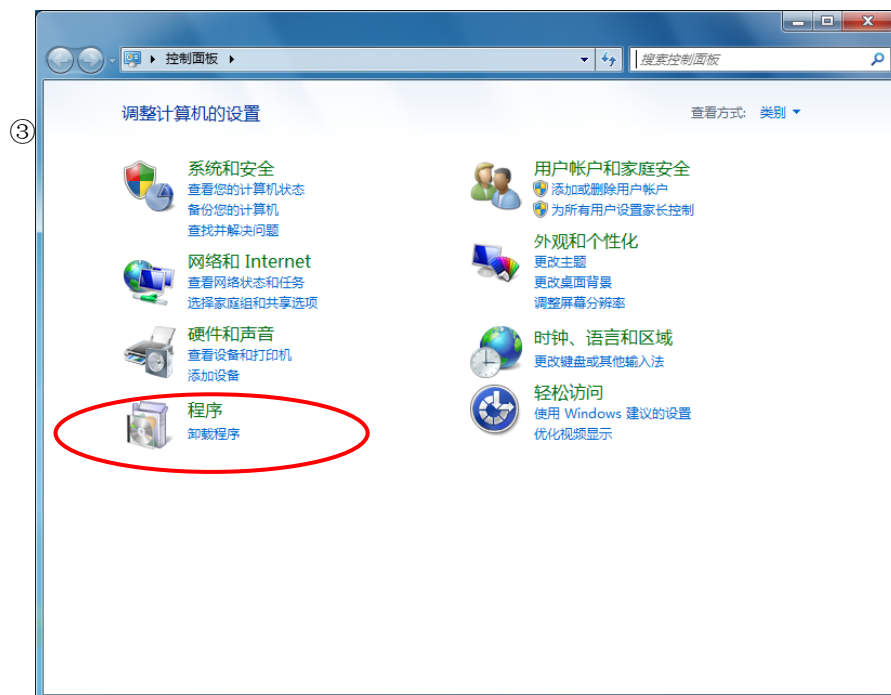 控制面板
搜索控制面板
调整计算机的设置
查看方式: 类别
③
系统和安全
查看您的计算机状态
备份您的计算机
查找并解决问题
网络和 Internet
查看网络状态和任务
选择家庭组和共享选项
硬件和声音
查看设备和打印机
添加设备
程序
卸载程序
用户帐户和家庭安全
添加或删除用户帐户
为所有用户设置家长控制
外观和个性化
更改主题
更改桌面背景
调整屏幕分辨率
时钟、语言和区域
更改键盘或其他输入法
轻松访问
使用 Windows 建议的设置
优化视频显示